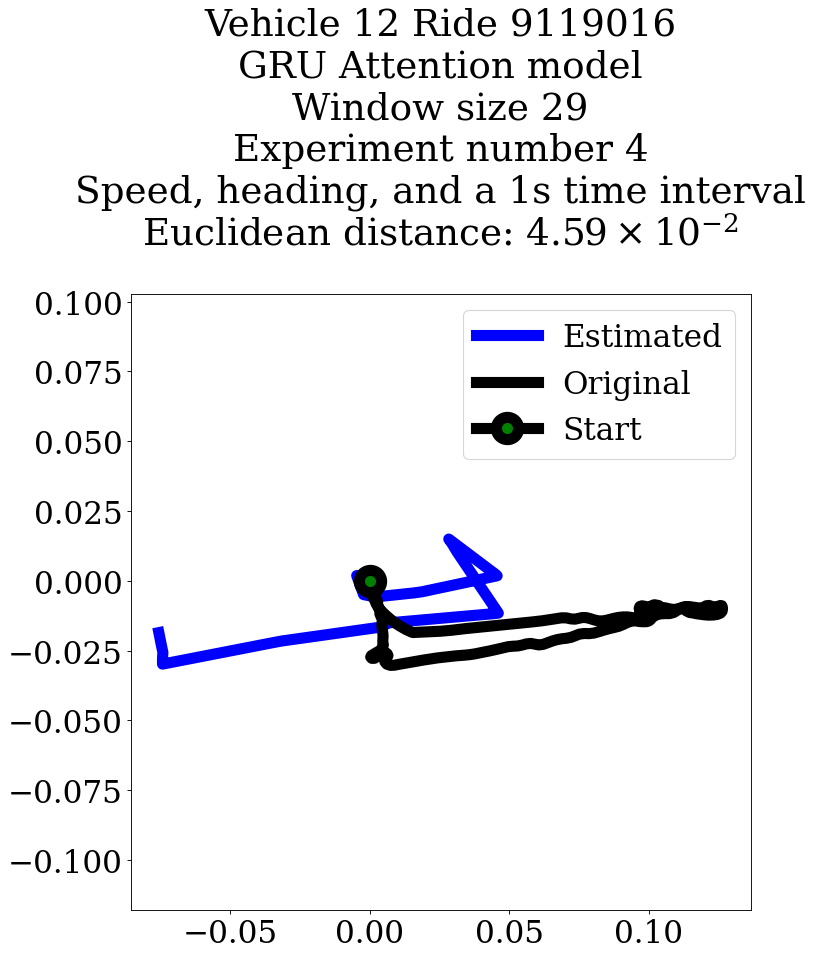 Vehicle 12 Ride 9119016
GRU Attention model
Window size 29
Experiment number 4
Speed, heading, and a 1s time interval
Euclidean distance: 4.59 × 10⁻²
Estimated
Original
Start
0.100
0.075
0.050
0.025
0.000
−0.025
−0.050
−0.075
−0.100
−0.05 0.00 0.05 0.10